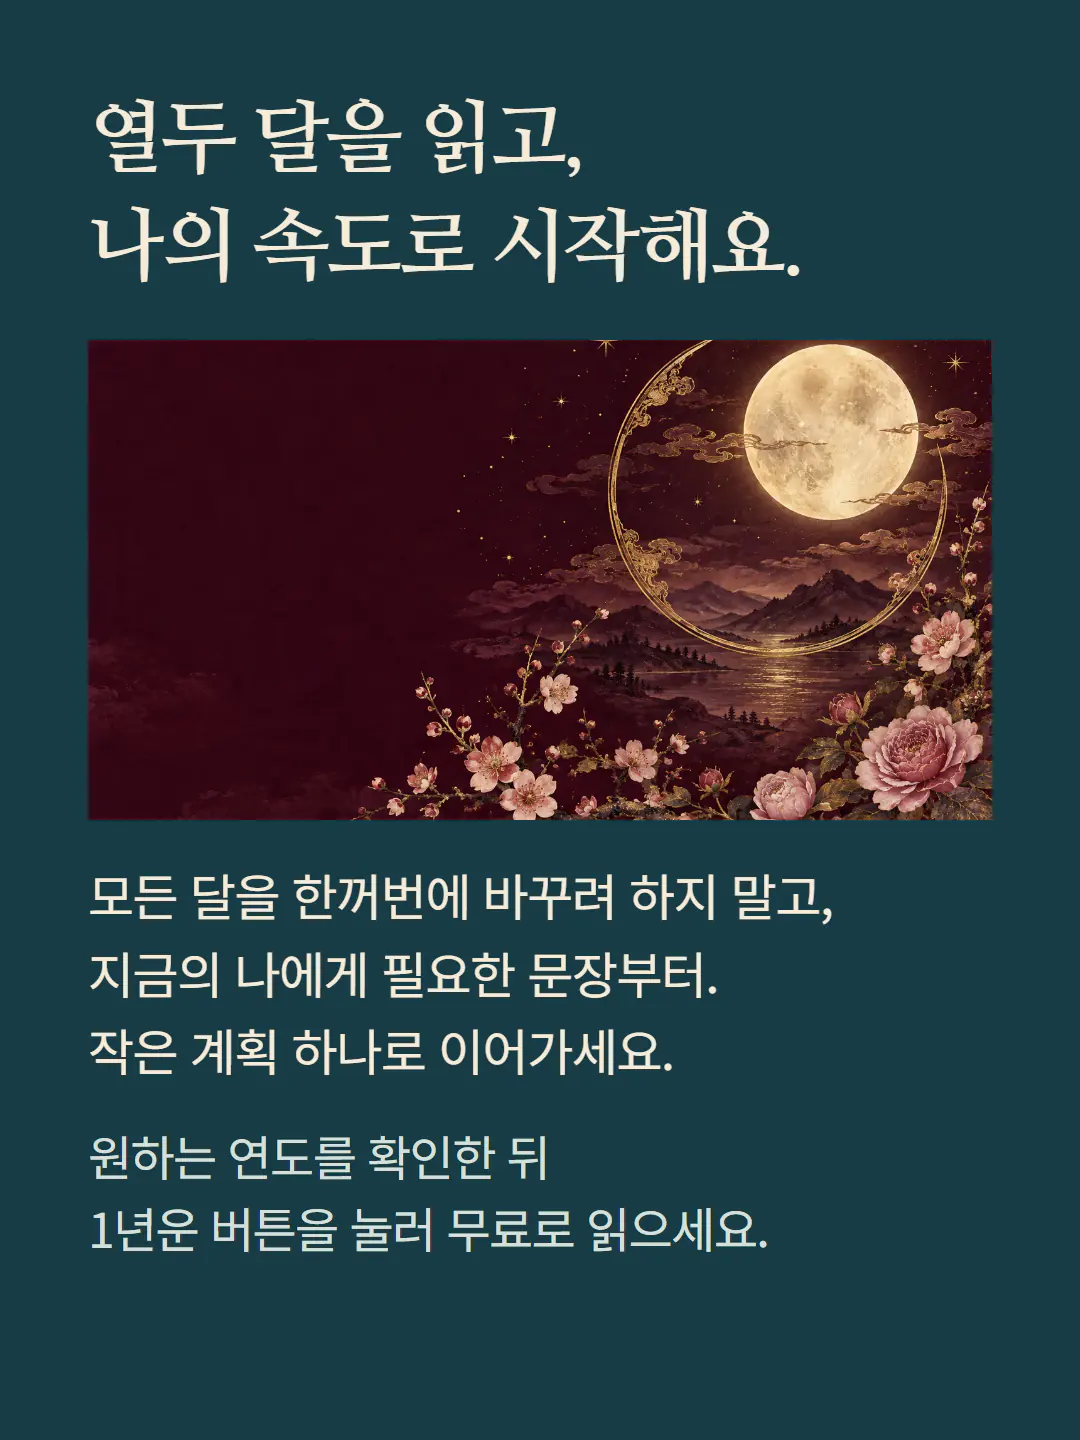 열두 달을 읽고,
나의 속도로 시작해요.
모든 달을 한꺼번에 바꾸려 하지 말고,
지금의 나에게 필요한 문장부터.
작은 계획 하나로 이어가세요.
원하는 연도를 확인한 뒤
1년운 버튼을 눌러 무료로 읽으세요.